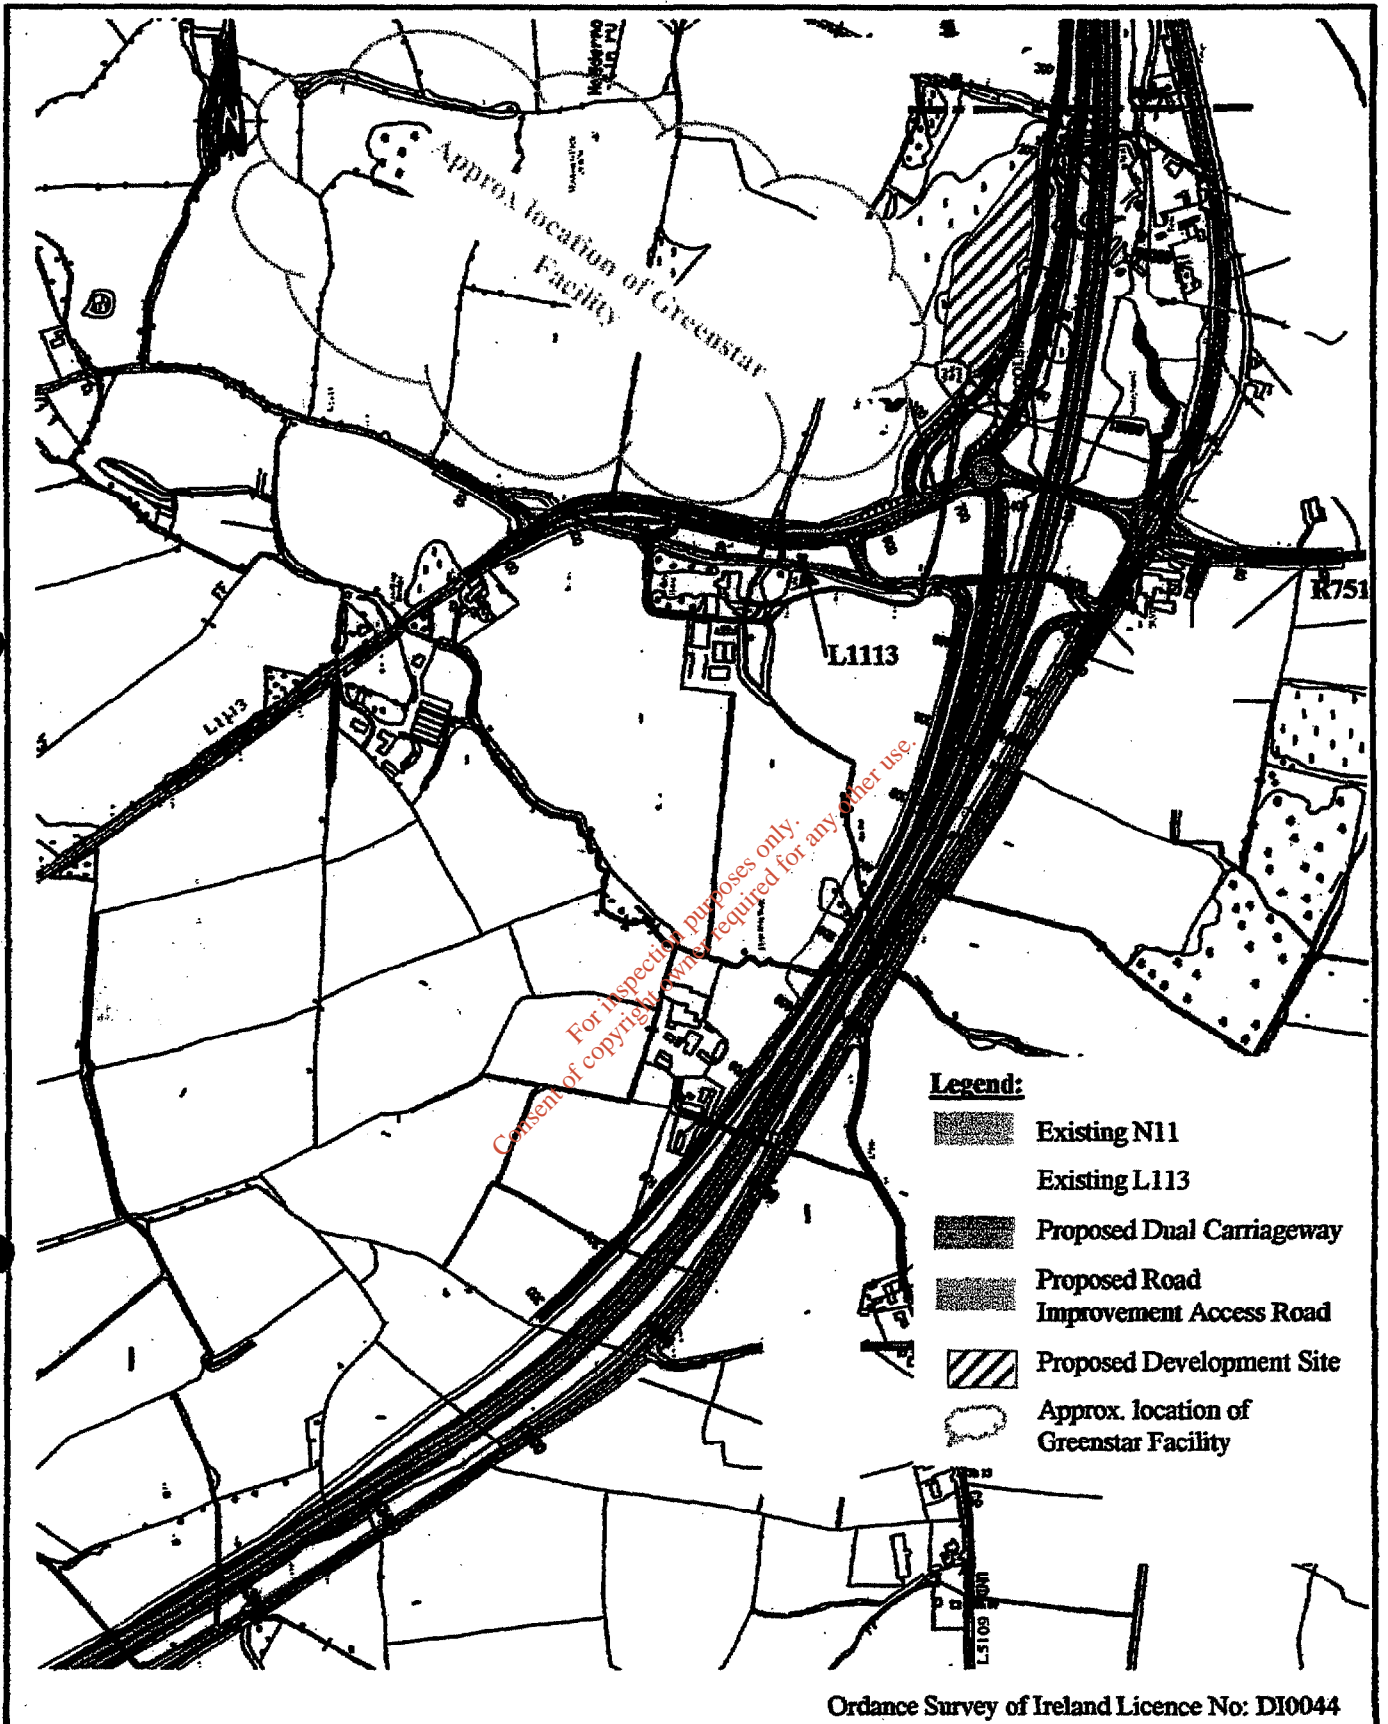 Approx location of Greenstar
Facility
R751
L1113
L1113
For inspection purposes only.
Consent of copyright owner required for any other use.
Legend:
Existing N11
Existing L113
Proposed Dual Carriageway
Proposed Road
Improvement Access Road
Proposed Development Site
Approx. location of
Greenstar Facility
L5109
Ordance Survey of Ireland Licence No: DI0044